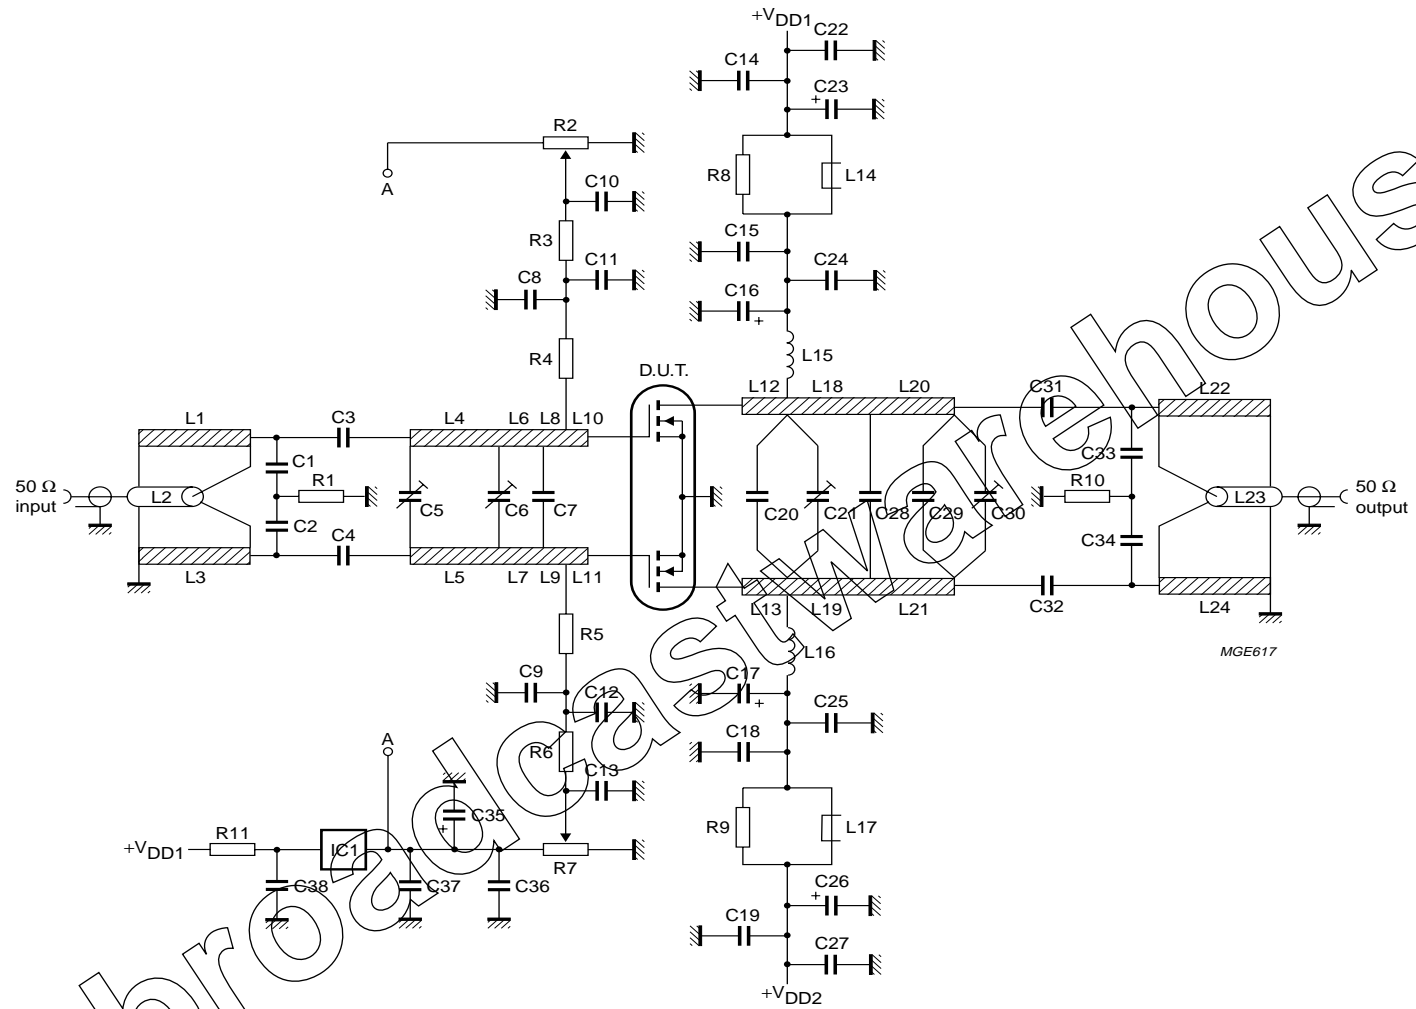 +VDD1
C22
C14
C23
R2
R8
L14
A
C10
R3
C15
C11
C24
C8
C16
R4
L15
D.U.T.
L12
L18
L20
C31
L22
L1
C3
L4
L6
L8
L10
C1
C33
50 Ω
input
L2
R1
R10
L23
50 Ω
output
C5
C6
C7
C20
C21
C28
C29
C30
C2
C4
C34
L3
L5
L7
L9
L11
L13
L19
L21
C32
L24
R5
L16
MGE617
C9
C17
C12
C25
A
R6
C18
C13
C35
R9
L17
+VDD1
R11
IC1
R7
C38
C37
C36
C26
C19
C27
+VDD2
broadcastwarehous